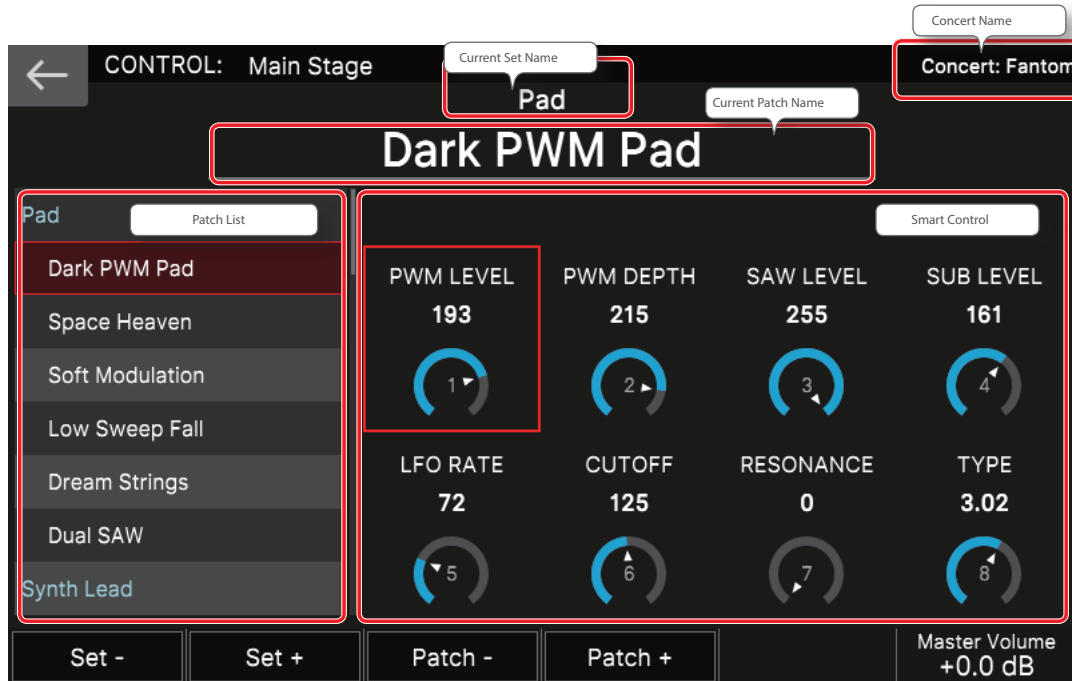 Concert Name
CONTROL: Main Stage
Current Set Name
Concert: Fantom
Pad
Current Patch Name
Dark PWM Pad
Pad
Patch List
Dark PWM Pad
Space Heaven
Soft Modulation
Low Sweep Fall
Dream Strings
Dual SAW
Synth Lead
Smart Control
PWM LEVEL PWM DEPTH SAW LEVEL SUB LEVEL
193 215 255 161
1 2 3 4
LFO RATE CUTOFF RESONANCE TYPE
72 125 0 3.02
5 6 7 8
Set - Set + Patch - Patch + Master Volume
+0.0 dB